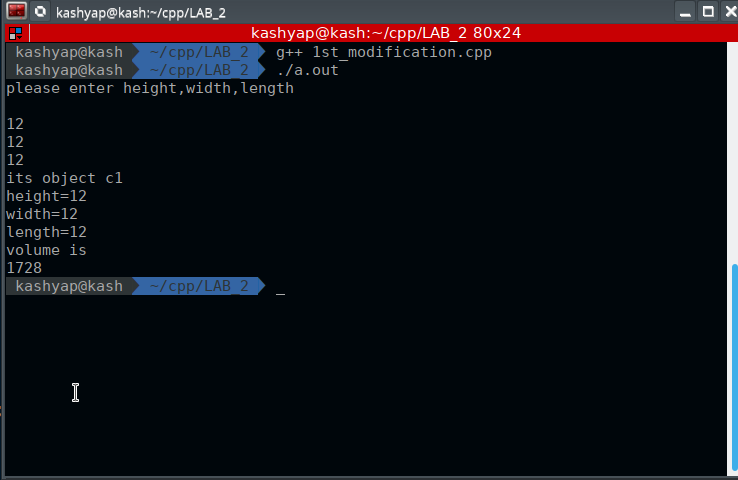 kashyap@kash:~/cpp/LAB_2
kashyap@kash:~/cpp/LAB_2 80x24
kashyap@kash ~/cpp/LAB_2 g++ 1st_modification.cpp
kashyap@kash ~/cpp/LAB_2 ./a.out
please enter height,width,length
12
12
12
its object c1
height=12
width=12
length=12
volume is
1728
kashyap@kash ~/cpp/LAB_2 _